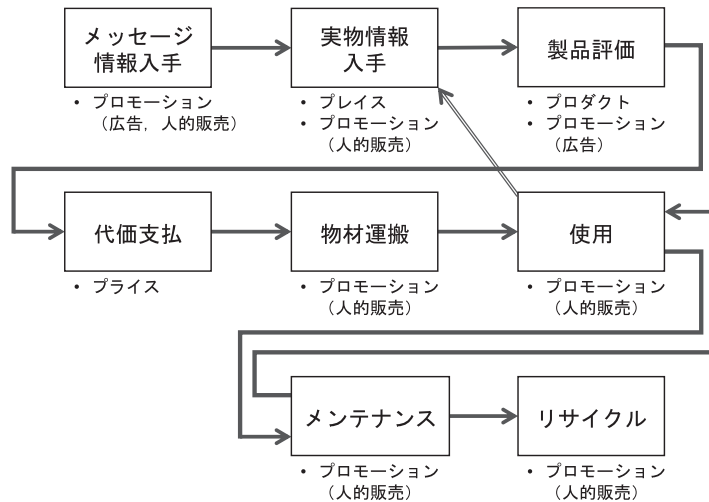 メッセージ
情報入手
• プロモーション
（広告，人的販売）
実物情報
入手
• プレイス
• プロモーション
（人的販売）
製品評価
• プロダクト
• プロモーション
（広告）
代価支払
• プライス
物材運搬
• プロモーション
（人的販売）
使用
• プロモーション
（人的販売）
メンテナンス
• プロモーション
（人的販売）
リサイクル
• プロモーション
（人的販売）